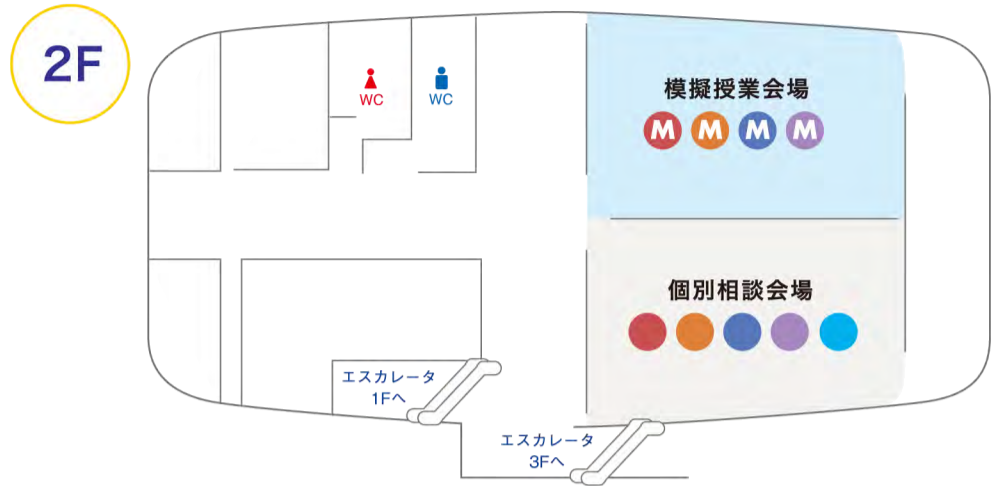 2F
WC
WC
模擬授業会場
M M M M
個別相談会場
エスカレータ
1Fへ
エスカレータ
3Fへ